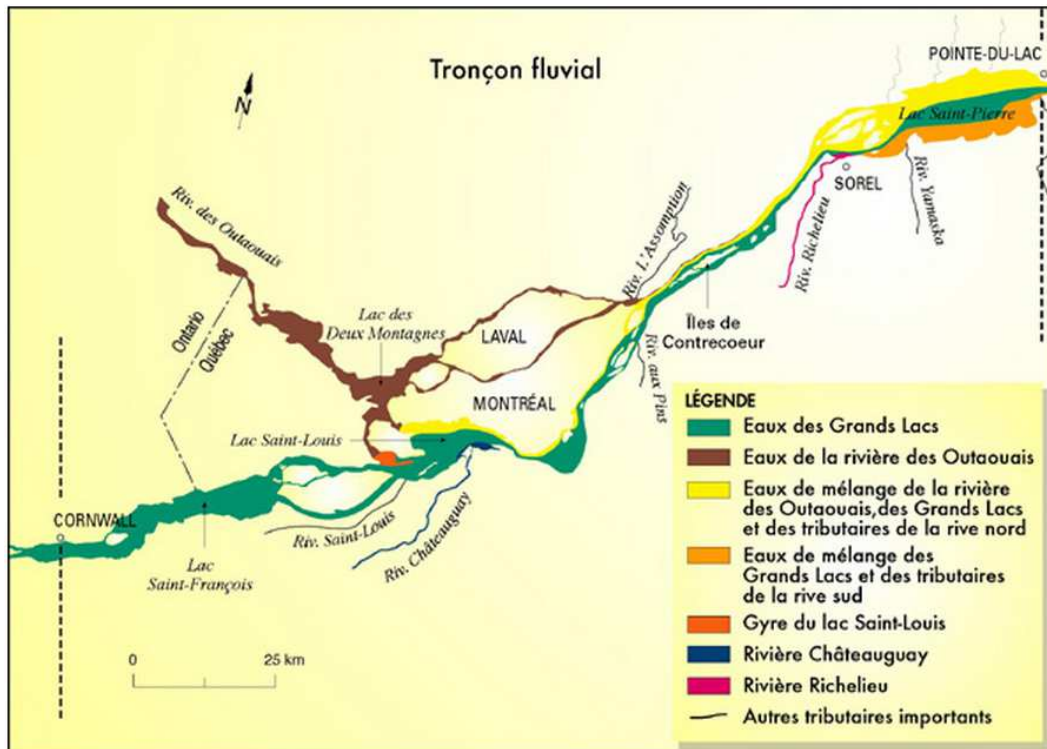 Tronçon fluvial
POINTE-DU-LAC
N
Lac Saint-Pierre
SOREL
Riv. Yamaska
Riv. Richelieu
Riv. des Outaouais
Riv. L'Assomption
Ontario
Québec
Lac des
Deux Montagnes
LAVAL
Îles de
Contrecoeur
Riv. aux Pins
MONTRÉAL
Lac Saint-Louis
CORNWALL
Riv. Saint-Louis
Riv. Châteauguay
Lac
Saint-François
0 25 km
LÉGENDE
Eaux des Grands Lacs
Eaux de la rivière des Outaouais
Eaux de mélange de la rivière
des Outaouais,des Grands Lacs
et des tributaires de la rive nord
Eaux de mélange des
Grands Lacs et des tributaires
de la rive sud
Gyre du lac Saint-Louis
Rivière Châteauguay
Rivière Richelieu
Autres tributaires importants